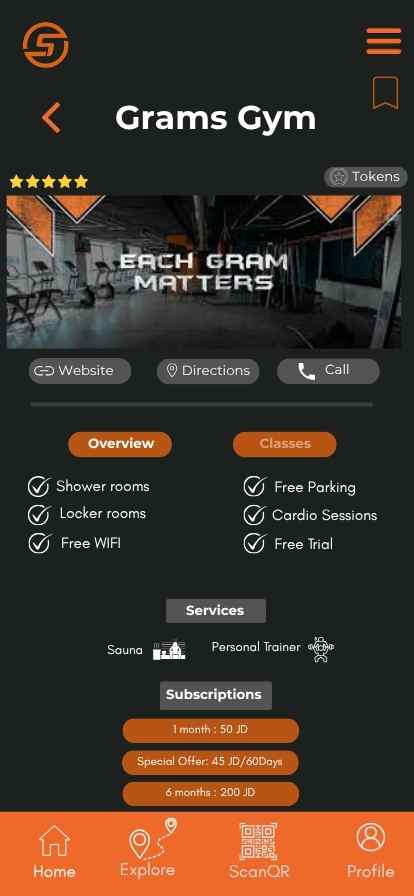 Grams Gym
Tokens
EACH GRAM
MATTERS
Website
Directions
Call
Overview
Classes
Shower rooms
Free Parking
Locker rooms
Cardio Sessions
Free WIFI
Free Trial
Services
Sauna
Personal Trainer
Subscriptions
1 month : 50 JD
Special Offer: 45 JD/60Days
6 months : 200 JD
Home
Explore
ScanQR
Profile